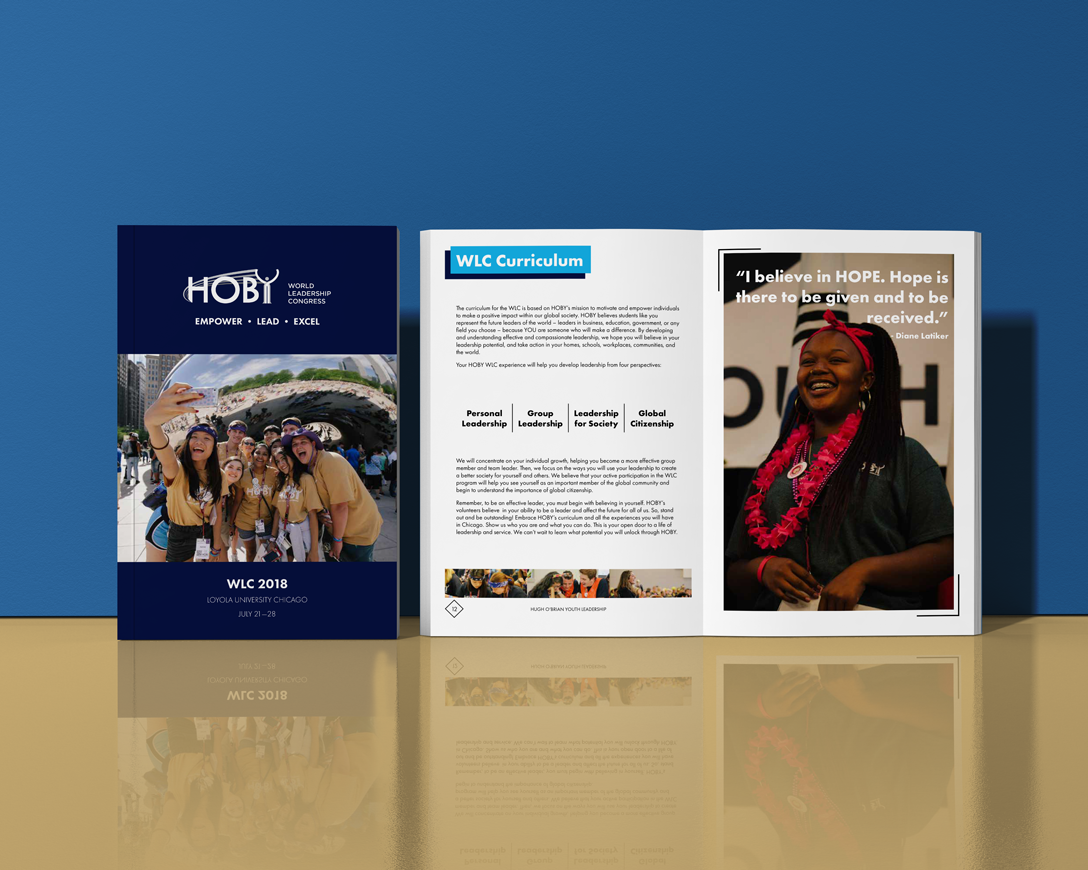 HOBY
WORLD
LEADERSHIP
CONGRESS
EMPOWER • LEAD • EXCEL
WLC 2018
LOYOLA UNIVERSITY CHICAGO
JULY 21—28
WLC Curriculum
The curriculum for the WLC is based on HOBY's mission to motivate and empower individuals
to make a positive impact within our global society. HOBY believes students like you
represent the future leaders of the world – leaders in business, education, government, or any
field you choose – because YOU are someone who will make a difference. By developing
and understanding effective and compassionate leadership, we hope you will believe in your
leadership potential, and take action in your homes, schools, workplaces, communities, and
the world.
Your HOBY WLC experience will help you develop leadership from four perspectives:
Personal
Leadership
Group
Leadership
Leadership
for Society
Global
Citizenship
We will concentrate on your individual growth, helping you become a more effective group
member and team leader. Then, we focus on the ways you will use your leadership to create
a better society for yourself and others. We believe that your active participation in the WLC
program will help you see yourself as an important member of the global community and
begin to understand the importance of global citizenship.
Remember, to be an effective leader, you must begin with believing in yourself. HOBY's
volunteers believe in your ability to be a leader and affect the future for all of us. So, stand
out and be outstanding! Embrace HOBY's curriculum and all the experiences you will have
in Chicago. Show us who you are and what you can do. This is your open door to a life of
leadership and service. We can't wait to learn what potential you will unlock through HOBY.
12
HUGH O'BRIAN YOUTH LEADERSHIP
“I believe in HOPE. Hope is
there to be given and to be
received.”
Diane Latiker